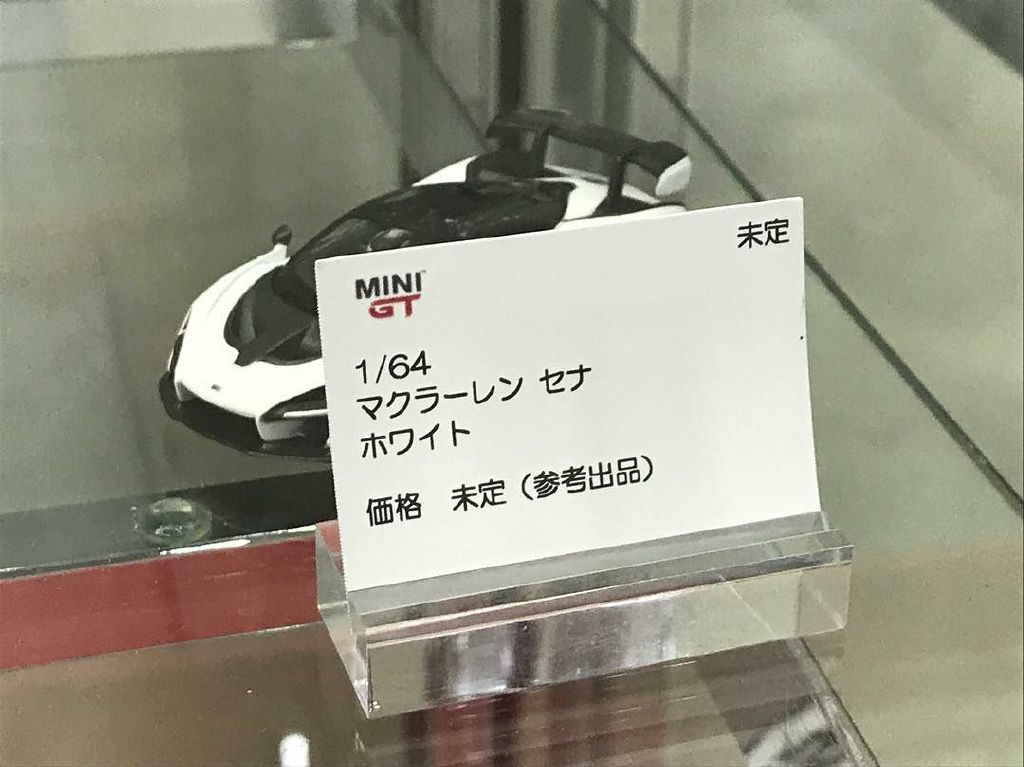 未定
MINI
GT
1/64
マクラーレン セナ
ホワイト
価格 未定（参考出品）